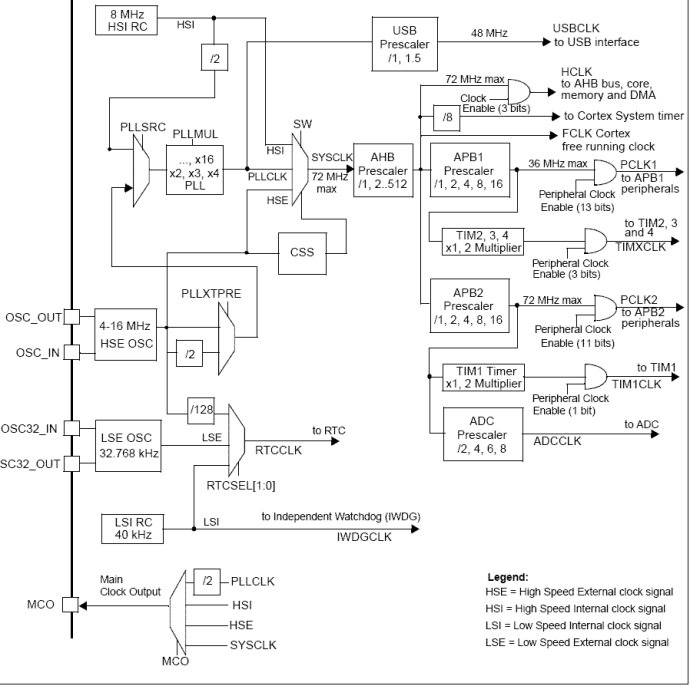 8 MHz
HSI RC
HSI
/2
USB
Prescaler
/1, 1.5
48 MHz
USBCLK
to USB interface
72 MHz max
Clock
Enable (3 bits)
HCLK
to AHB bus, core,
memory and DMA
/8
to Cortex System timer
FCLK Cortex
free running clock
PLLSRC
PLLMUL
..., x16
x2, x3, x4
PLL
SW
HSI
PLLCLK
HSE
SYSCLK
72 MHz
max
AHB
Prescaler
/1, 2..512
APB1
Prescaler
/1, 2, 4, 8, 16
36 MHz max
PCLK1
to APB1
peripherals
Peripheral Clock
Enable (13 bits)
CSS
TIM2, 3, 4
x1, 2 Multiplier
to TIM2, 3
and 4
TIMXCLK
Peripheral Clock
Enable (3 bits)
PLLXTPRE
OSC_OUT
OSC_IN
4-16 MHz
HSE OSC
/2
APB2
Prescaler
/1, 2, 4, 8, 16
72 MHz max
PCLK2
to APB2
peripherals
Peripheral Clock
Enable (11 bits)
TIM1 Timer
x1, 2 Multiplier
to TIM1
TIM1CLK
Peripheral Clock
Enable (1 bit)
/128
OSC32_IN
SC32_OUT
LSE OSC
32.768 kHz
LSE
to RTC
RTCCLK
RTCSEL[1:0]
ADC
Prescaler
/2, 4, 6, 8
to ADC
ADCCLK
LSI RC
40 kHz
LSI
to Independent Watchdog (IWDG)
IWDGCLK
Main
Clock Output
MCO
/2
PLLCLK
HSI
HSE
SYSCLK
MCO
Legend:
HSE = High Speed External clock signal
HSI = High Speed Internal clock signal
LSI = Low Speed Internal clock signal
LSE = Low Speed External clock signal